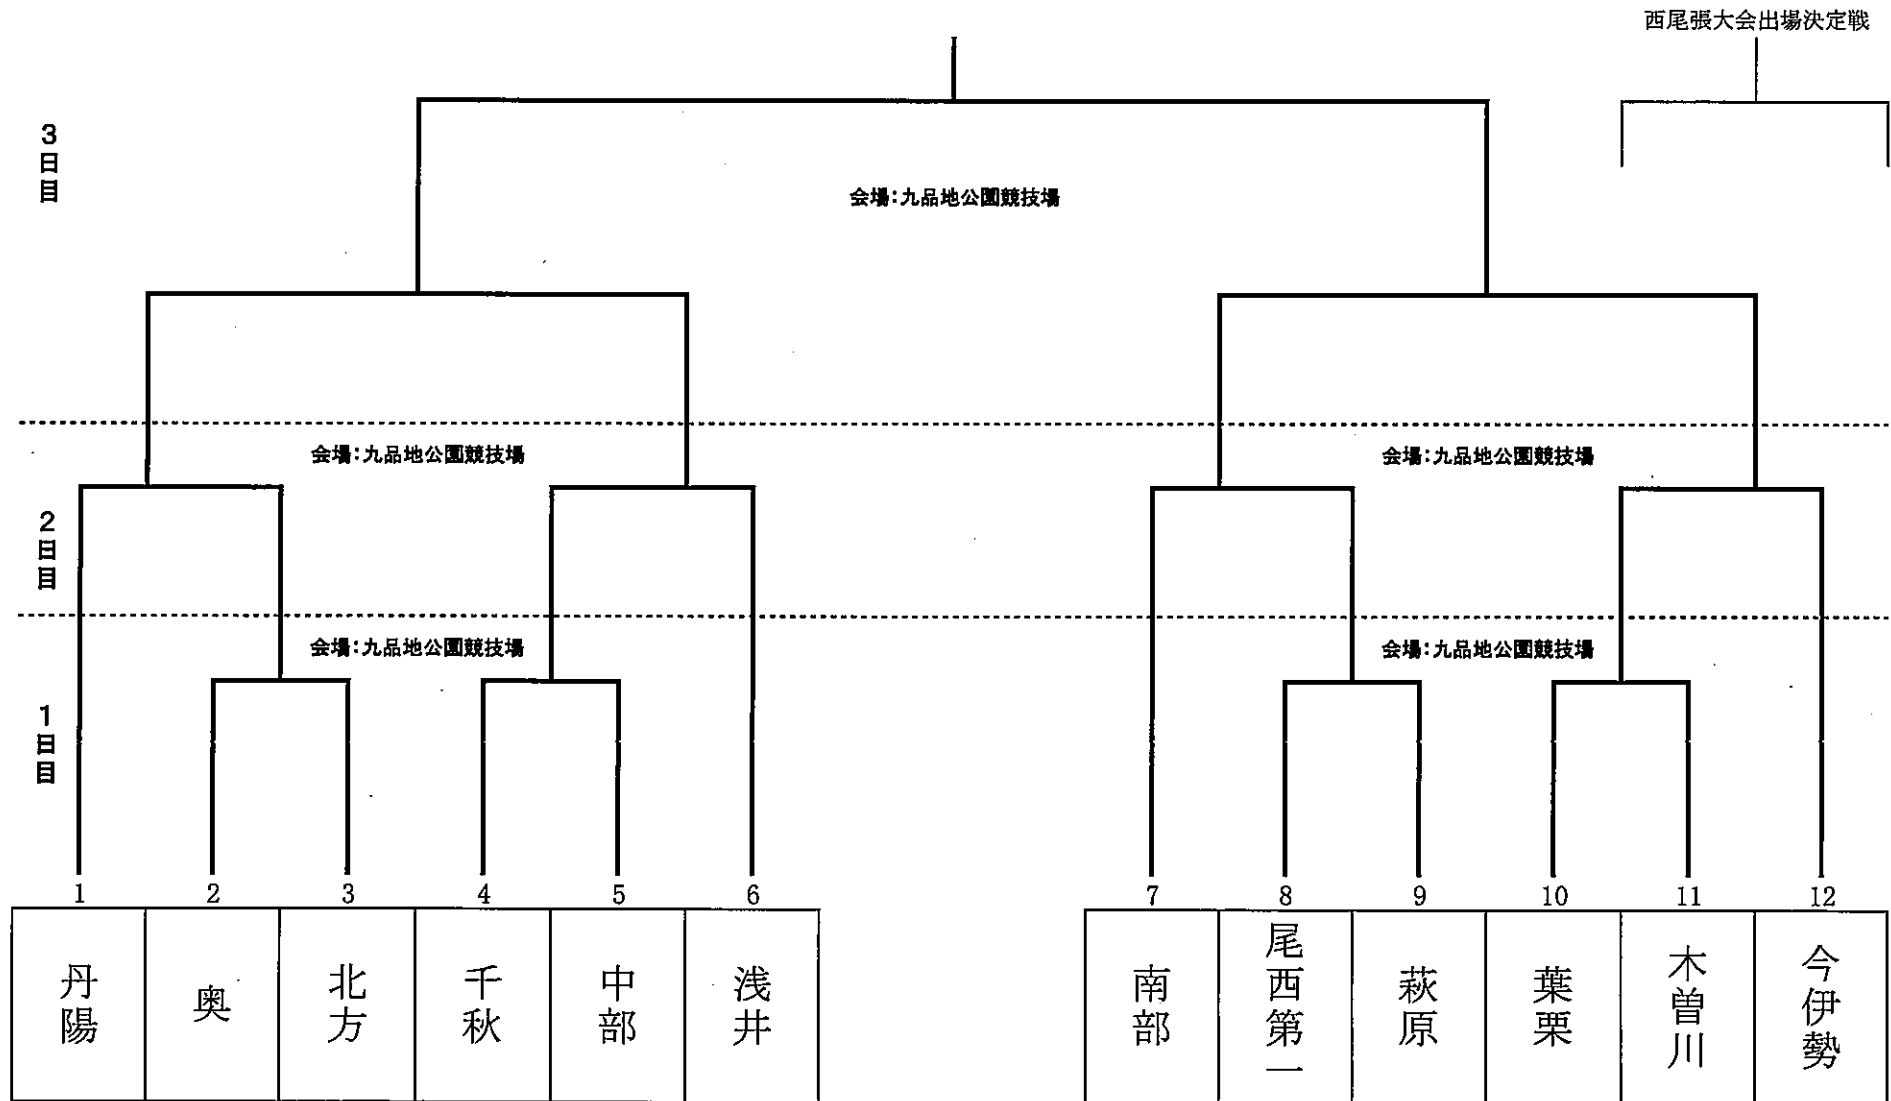 西尾張大会出場決定戦
3日目
会場:九品地公園競技場
会場:九品地公園競技場
会場:九品地公園競技場
2日目
会場:九品地公園競技場
会場:九品地公園競技場
1日目
1 2 3 4 5 6 7 8 9 10 11 12
丹陽
奥
北方
千秋
中部
浅井
南部
尾西第一
萩原
葉栗
木曽川
今伊勢